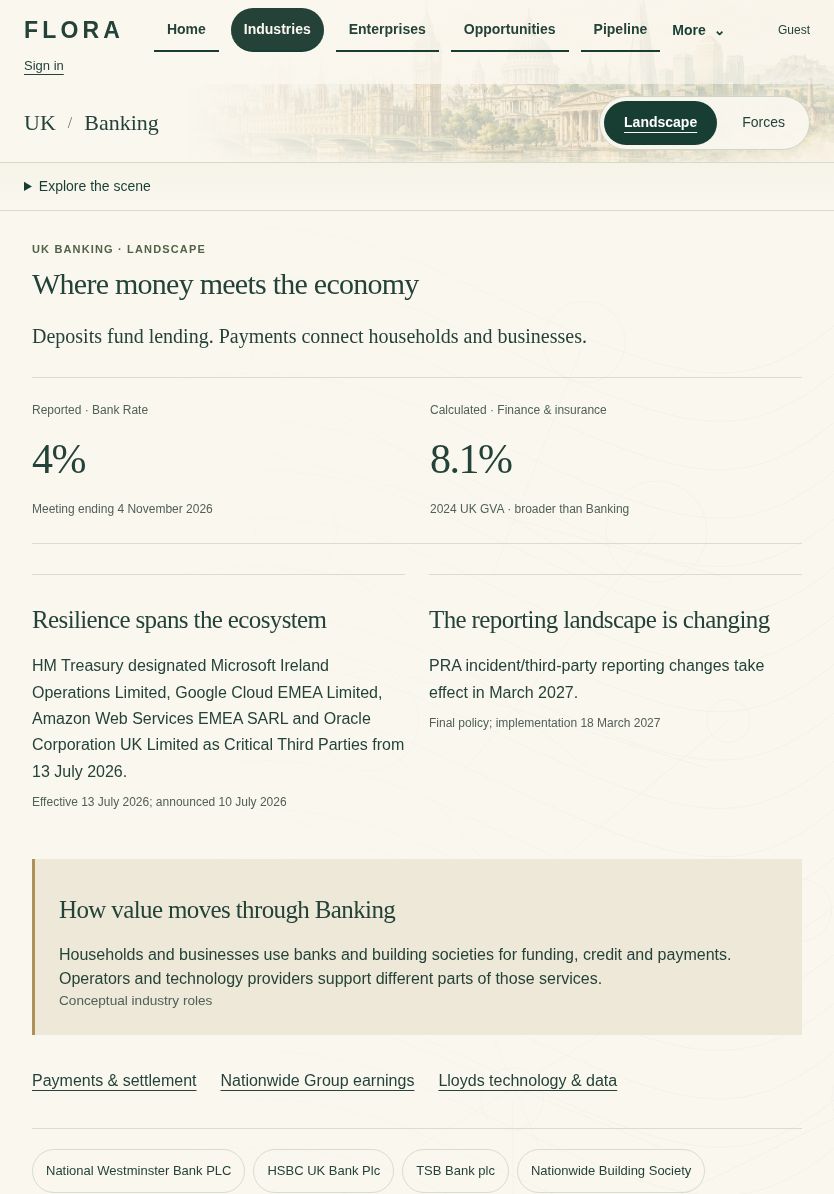 FLORA
Home
Industries
Enterprises
Opportunities
Pipeline
More
Guest
Sign in
UK / Banking
Landscape
Forces
Explore the scene
UK BANKING · LANDSCAPE
Where money meets the economy
Deposits fund lending. Payments connect households and businesses.
Reported · Bank Rate
4%
Meeting ending 4 November 2026
Calculated · Finance & insurance
8.1%
2024 UK GVA · broader than Banking
Resilience spans the ecosystem
HM Treasury designated Microsoft Ireland
Operations Limited, Google Cloud EMEA Limited,
Amazon Web Services EMEA SARL and Oracle
Corporation UK Limited as Critical Third Parties from
13 July 2026.
Effective 13 July 2026; announced 10 July 2026
The reporting landscape is changing
PRA incident/third-party reporting changes take
effect in March 2027.
Final policy; implementation 18 March 2027
How value moves through Banking
Households and businesses use banks and building societies for funding, credit and payments.
Operators and technology providers support different parts of those services.
Conceptual industry roles
Payments & settlement
Nationwide Group earnings
Lloyds technology & data
National Westminster Bank PLC
HSBC UK Bank Plc
TSB Bank plc
Nationwide Building Society